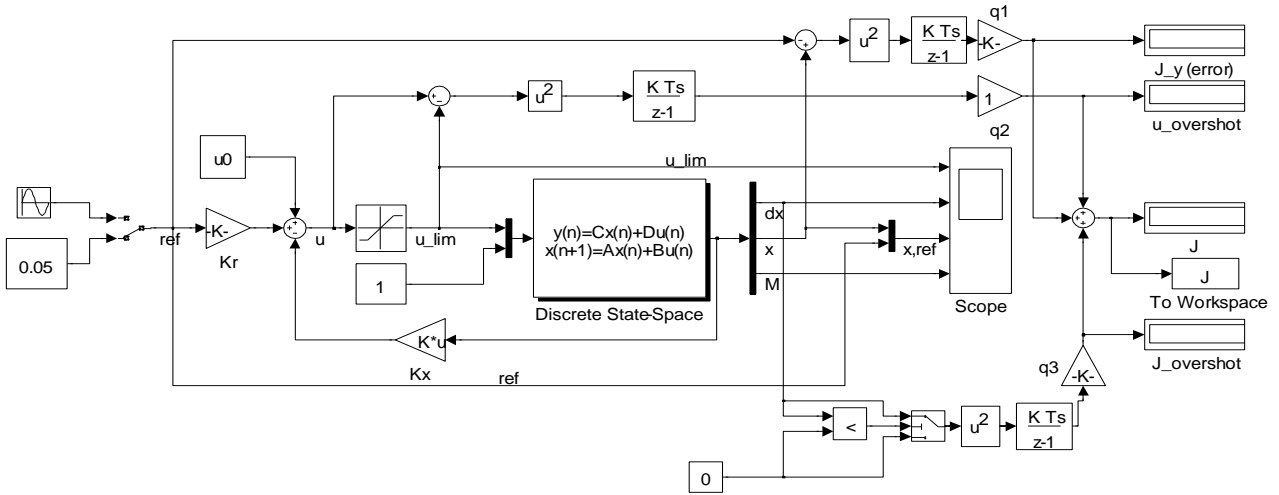 q1
u²
K Ts
z-1
-K-
J_y (error)
u²
K Ts
z-1
1
u_overshot
q2
u0
u_lim
dx
ref
-K-
Kr
u
u_lim
y(n)=Cx(n)+Du(n)
x(n+1)=Ax(n)+Bu(n)
x
x,ref
J
0.05
1
M
J
Discrete State-Space
Scope
To Workspace
K*u
Kx
ref
J_overshot
q3
-K-
<
u²
K Ts
z-1
0